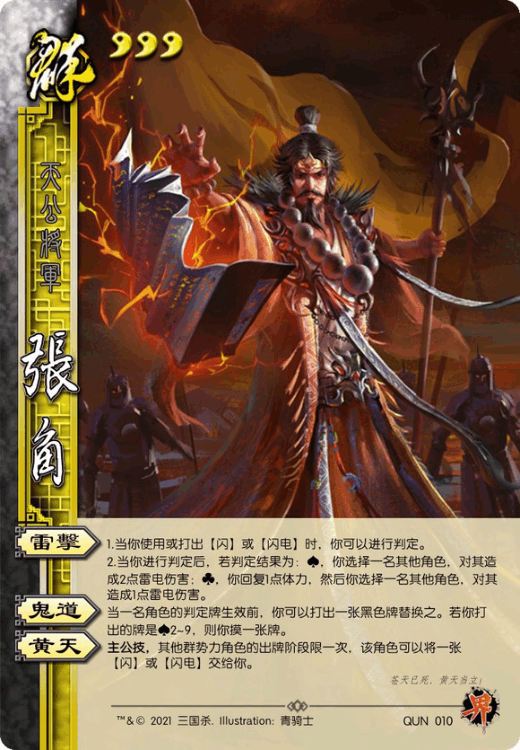 群
天公將軍
張角
雷擊
1.当你使用或打出【闪】或【闪电】时，你可以进行判定。
2.当你进行判定后，若判定结果为：♠，你选择一名其他角色，对其造
成2点雷电伤害；♣，你回复1点体力，然后你选择一名其他角色，对其
造成1点雷电伤害。
鬼道
当一名角色的判定牌生效前，你可以打出一张黑色牌替换之。若你打
出的牌是♠2~9，则你摸一张牌。
黄天
主公技，其他群势力角色的出牌阶段限一次，该角色可以将一张
【闪】或【闪电】交给你。
苍天已死，黄天当立！
界
™&© 2021 三国杀. Illustration: 青骑士
QUN 010